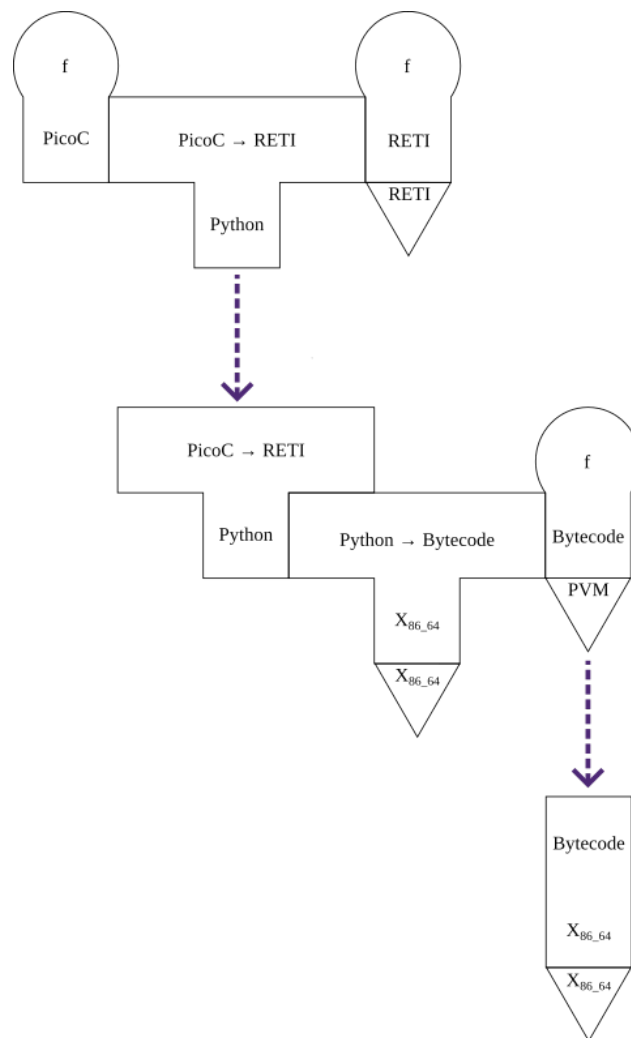 f
f
PicoC
PicoC → RETI
RETI
RETI
Python
PicoC → RETI
f
Python
Python → Bytecode
Bytecode
PVM
X86_64
X86_64
Bytecode
X86_64
X86_64